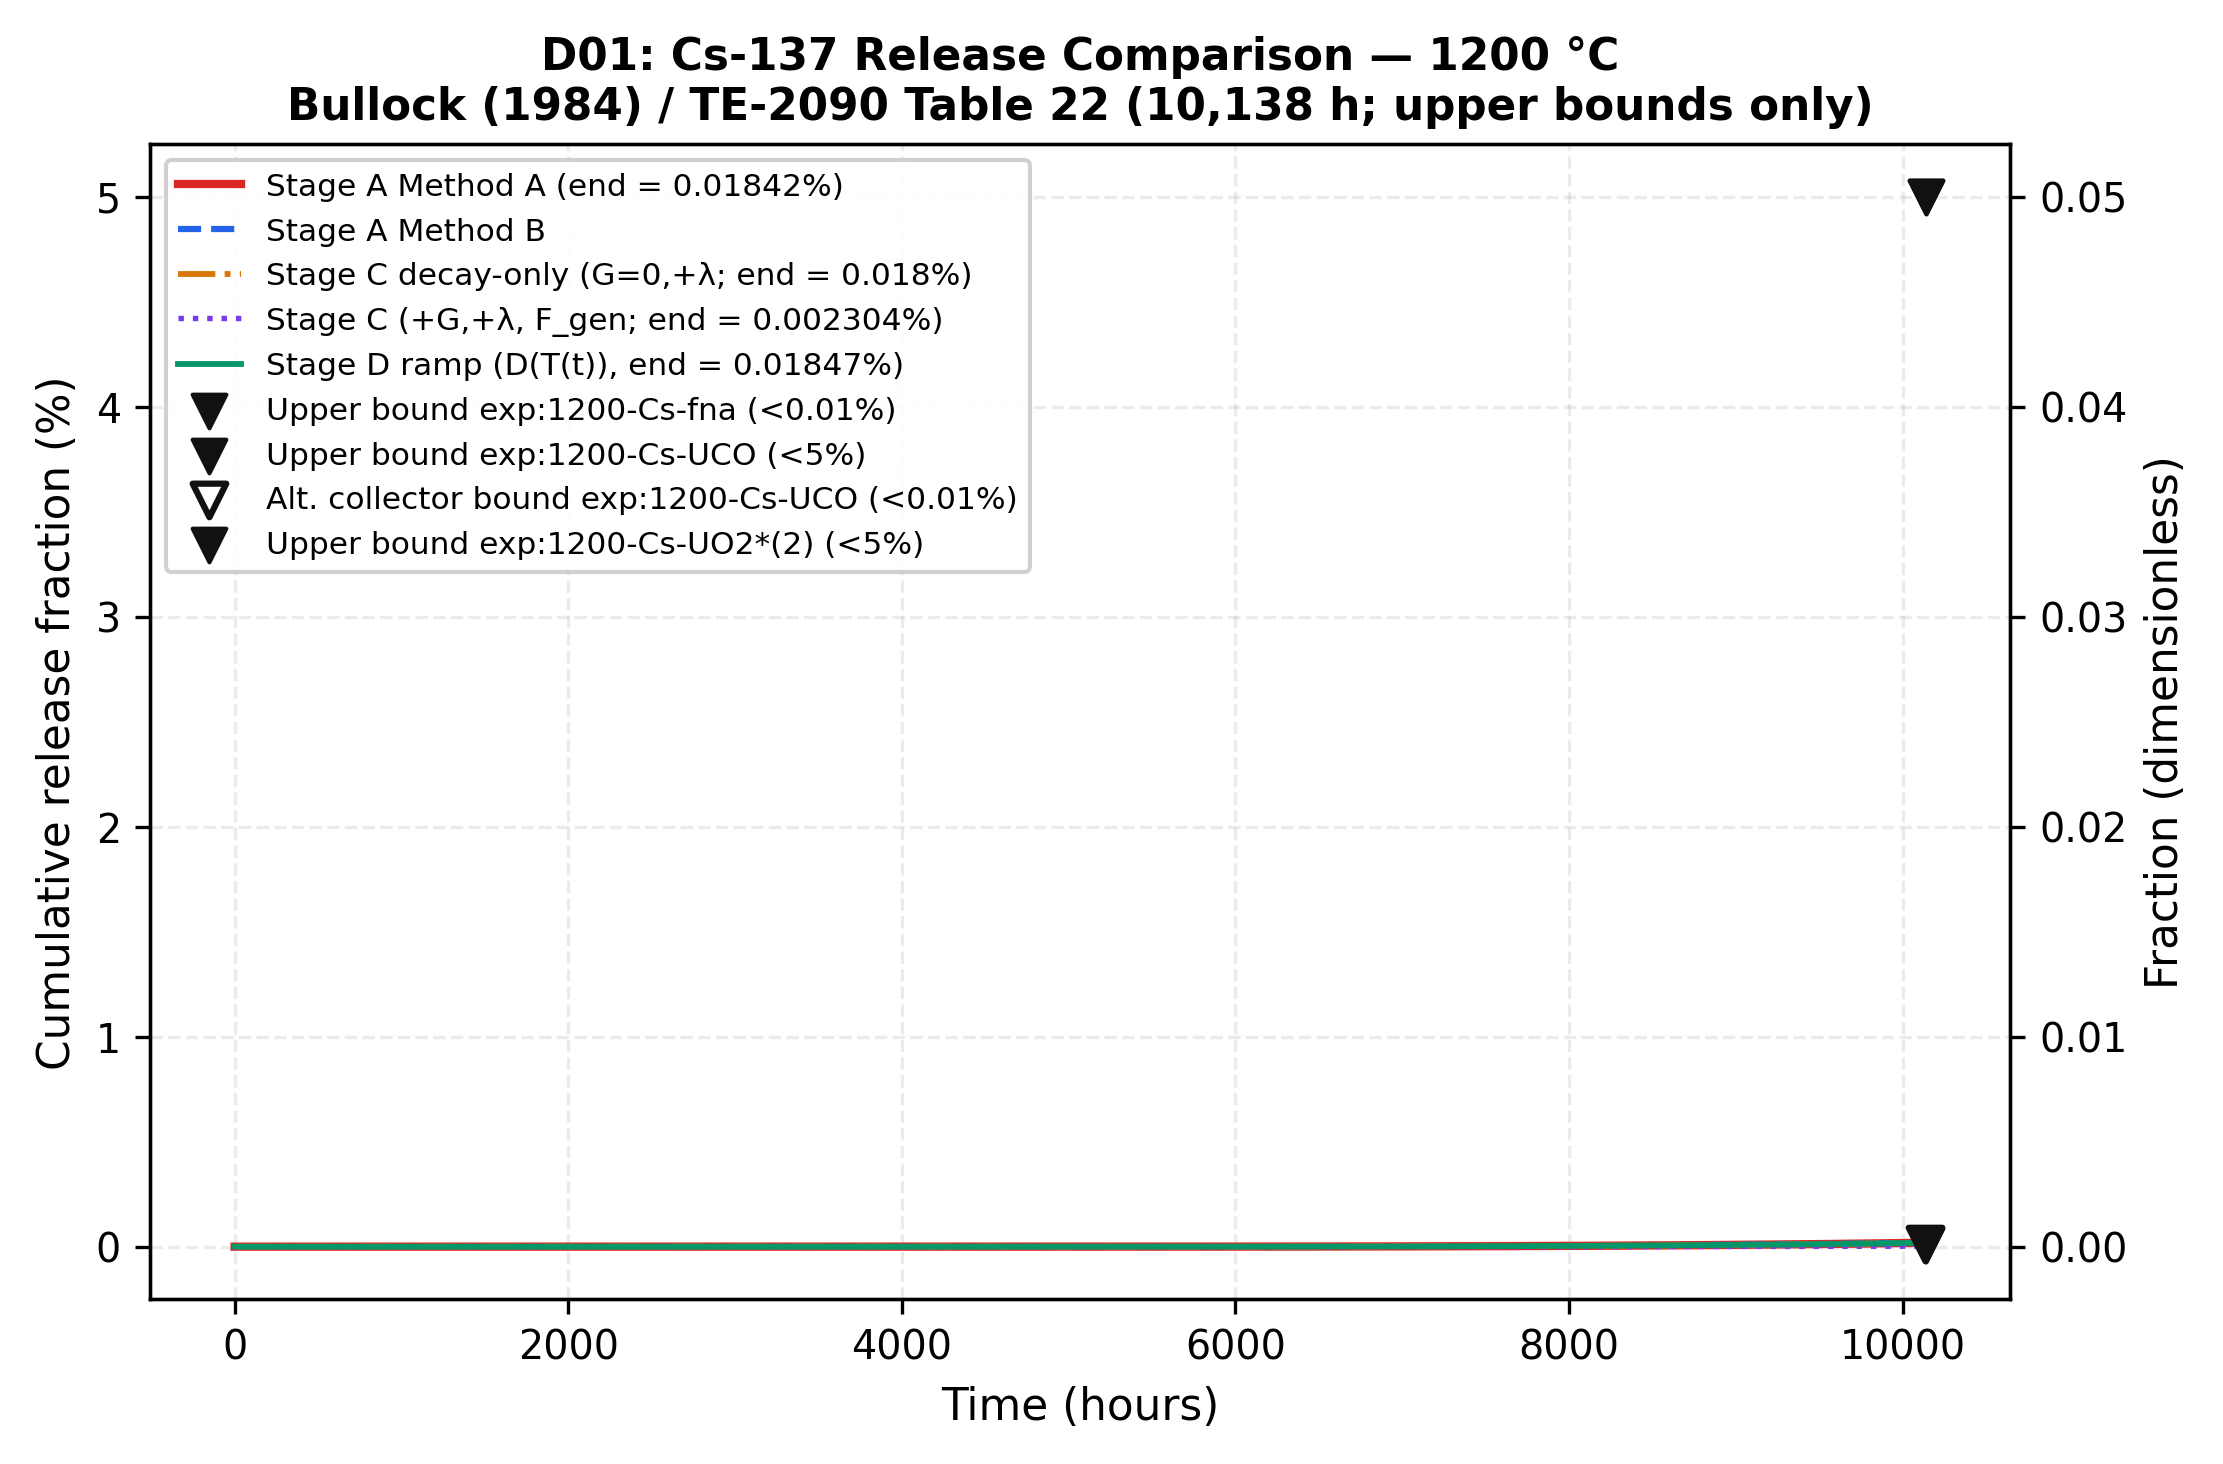 D01: Cs-137 Release Comparison — 1200 °C
Bullock (1984) / TE-2090 Table 22 (10,138 h; upper bounds only)
Stage A Method A (end = 0.01842%)
Stage A Method B
Stage C decay-only (G=0,+λ; end = 0.018%)
Stage C (+G,+λ, F_gen; end = 0.002304%)
Stage D ramp (D(T(t)), end = 0.01847%)
Upper bound exp:1200-Cs-fna (<0.01%)
Upper bound exp:1200-Cs-UCO (<5%)
Alt. collector bound exp:1200-Cs-UCO (<0.01%)
Upper bound exp:1200-Cs-UO2*(2) (<5%)
Cumulative release fraction (%)
5
4
3
2
1
0
0.05
0.04
0.03
0.02
0.01
0.00
Fraction (dimensionless)
0 2000 4000 6000 8000 10000
Time (hours)